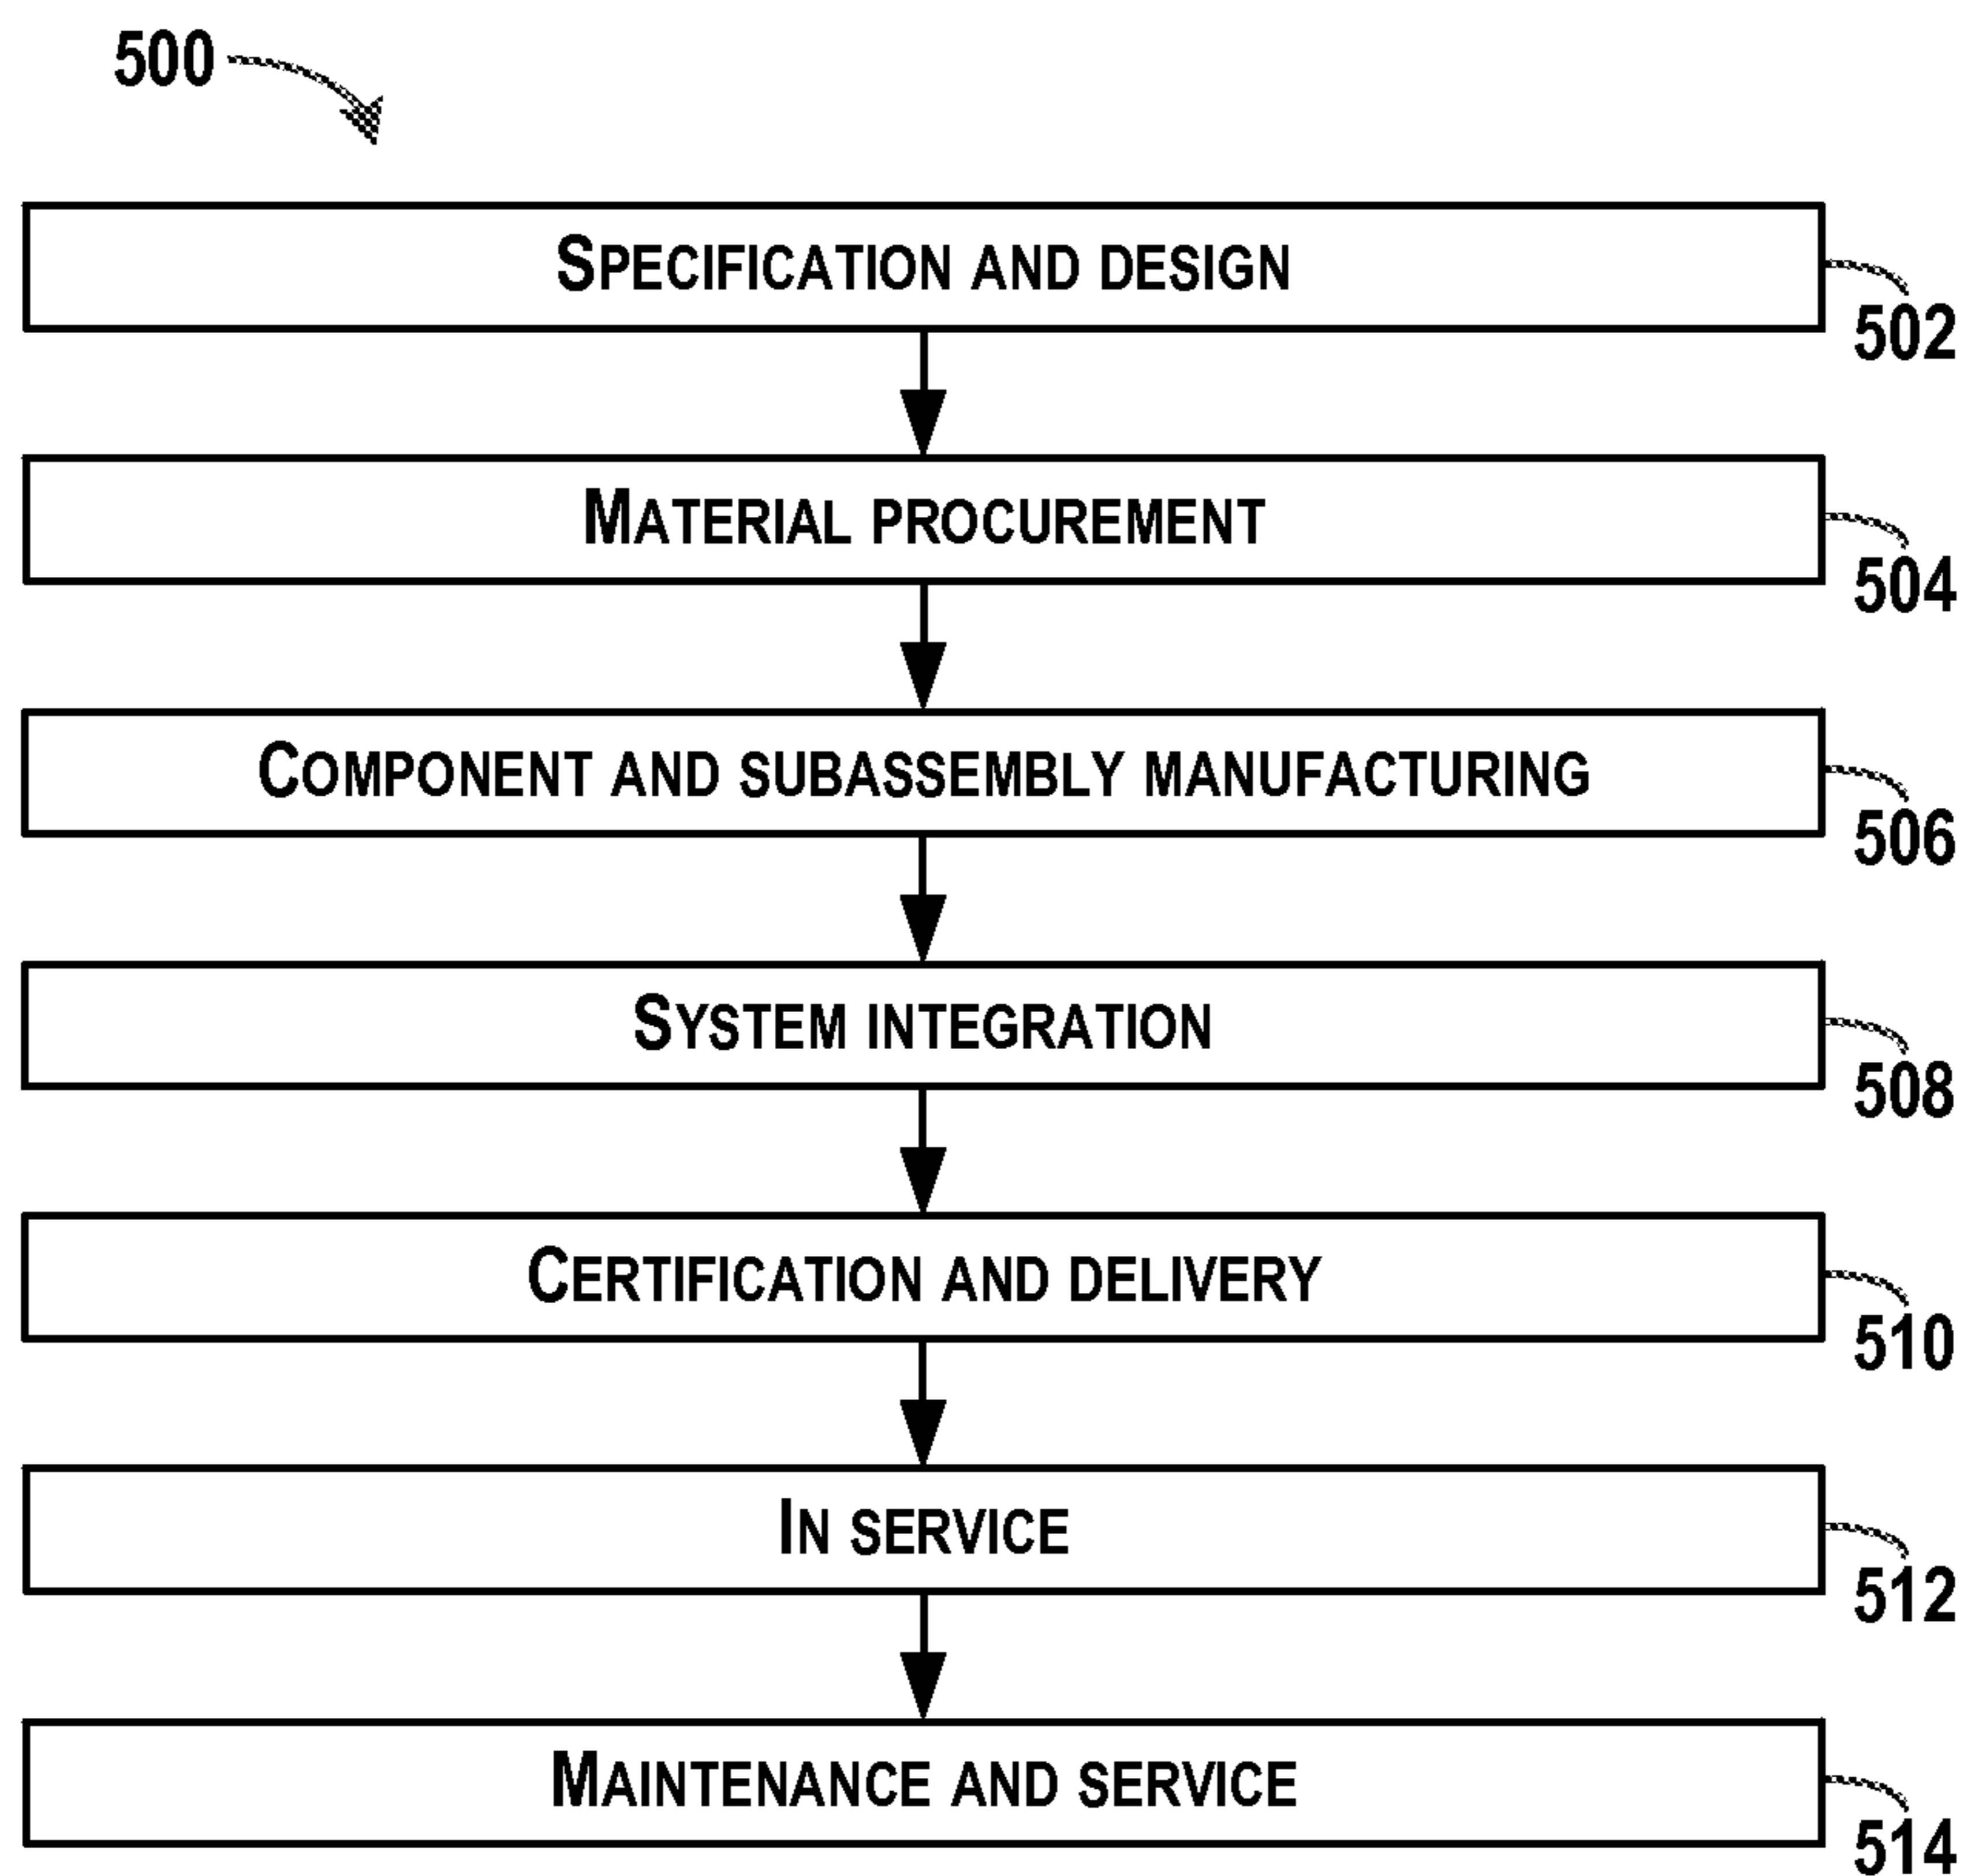 500
SPECIFICATION AND DESIGN
502
MATERIAL PROCUREMENT
504
COMPONENT AND SUBASSEMBLY MANUFACTURING
506
SYSTEM INTEGRATION
508
CERTIFICATION AND DELIVERY
510
IN SERVICE
512
MAINTENANCE AND SERVICE
514